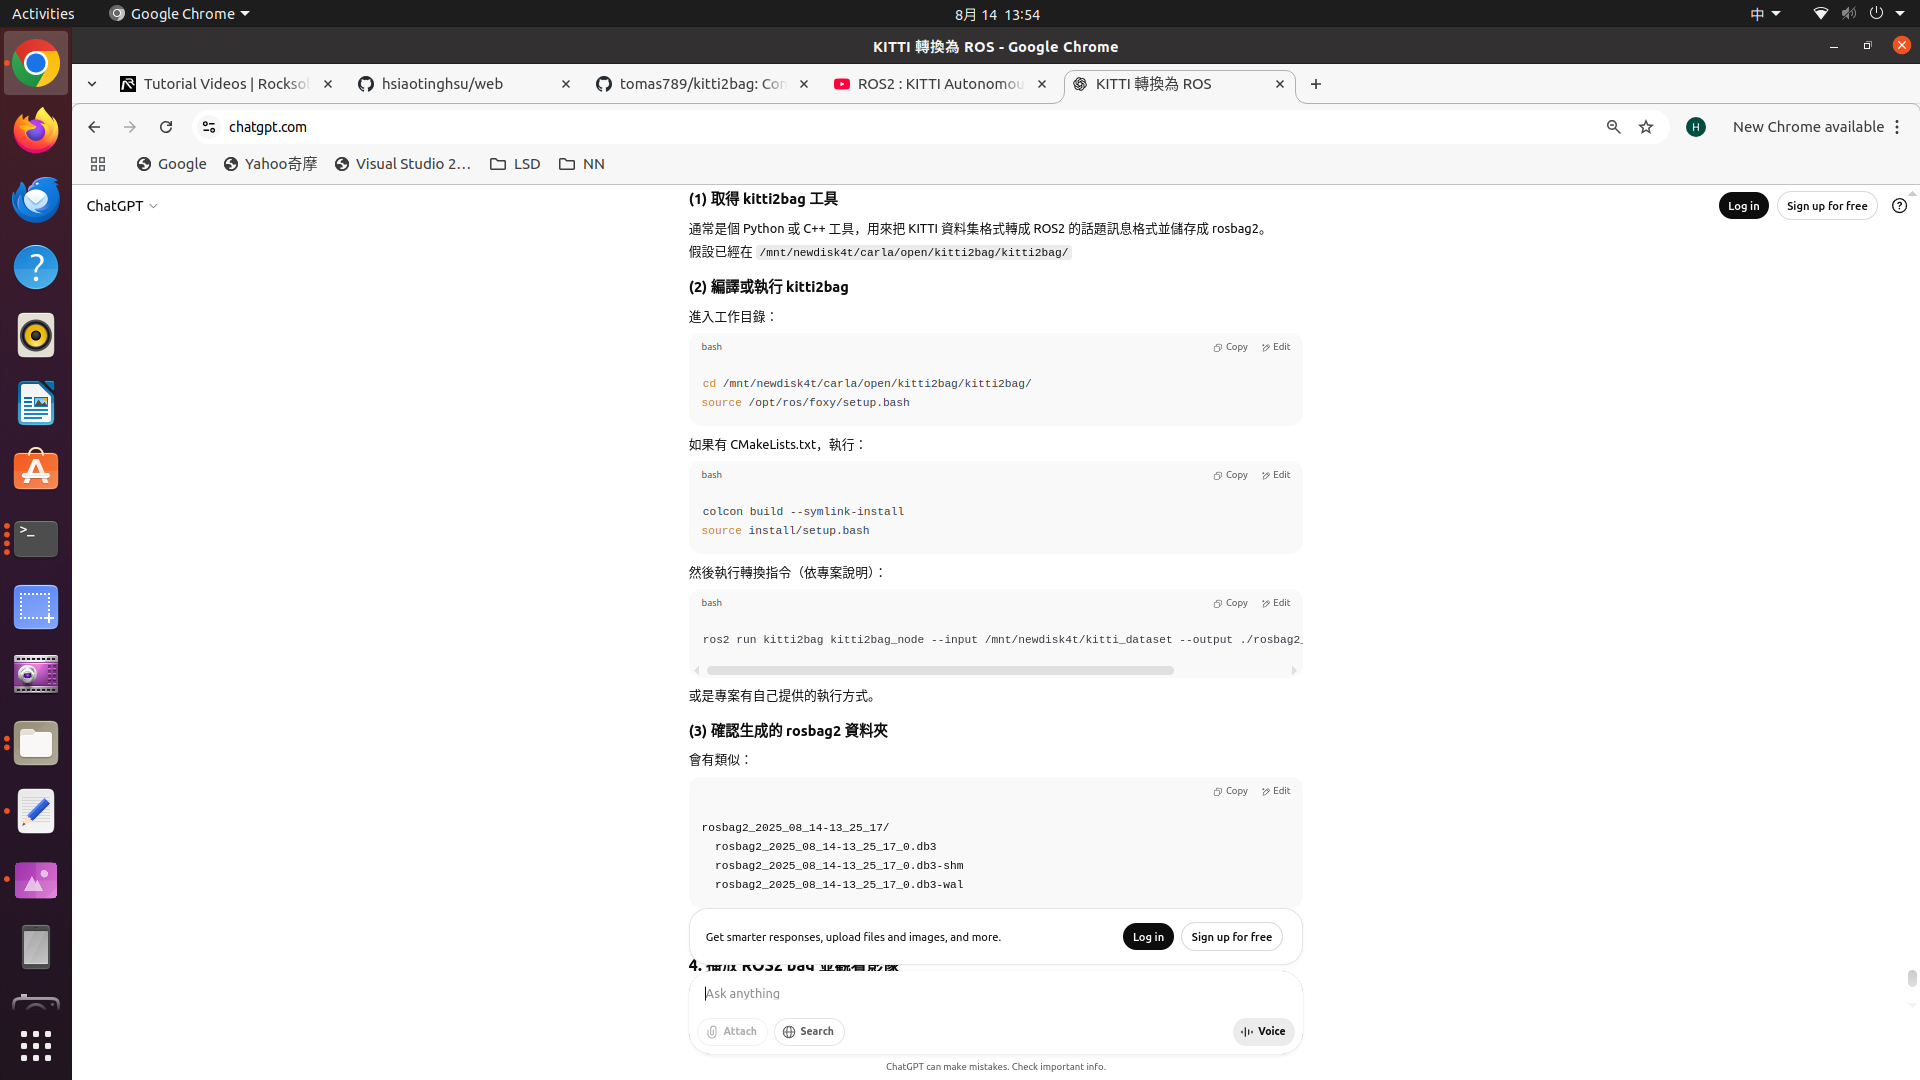 Activities
Google Chrome
8月 14 13:54
中
KITTI 轉換為 ROS - Google Chrome
Tutorial Videos | Rocksol
hsiaotinghsu/web
tomas789/kitti2bag: Con
ROS2 : KITTI Autonomou
KITTI 轉換為 ROS
chatgpt.com
H
New Chrome available
Google
Yahoo奇摩
Visual Studio 2…
LSD
NN
ChatGPT
Log in
Sign up for free
(1) 取得 kitti2bag 工具
通常是個 Python 或 C++ 工具，用來把 KITTI 資料集格式轉成 ROS2 的話題訊息格式並儲存成 rosbag2。
假設已經在 /mnt/newdisk4t/carla/open/kitti2bag/kitti2bag/
(2) 編譯或執行 kitti2bag
進入工作目錄：
bash
Copy
Edit
cd /mnt/newdisk4t/carla/open/kitti2bag/kitti2bag/
source /opt/ros/foxy/setup.bash
如果有 CMakeLists.txt，執行：
bash
Copy
Edit
colcon build --symlink-install
source install/setup.bash
然後執行轉換指令（依專案說明）：
bash
Copy
Edit
ros2 run kitti2bag kitti2bag_node --input /mnt/newdisk4t/kitti_dataset --output ./rosbag2_
或是專案有自己提供的執行方式。
(3) 確認生成的 rosbag2 資料夾
會有類似：
Copy
Edit
rosbag2_2025_08_14-13_25_17/
rosbag2_2025_08_14-13_25_17_0.db3
rosbag2_2025_08_14-13_25_17_0.db3-shm
rosbag2_2025_08_14-13_25_17_0.db3-wal
Get smarter responses, upload files and images, and more.
Log in
Sign up for free
4. 播放 ROS2 bag 並觀看影像
Ask anything
Attach
Search
Voice
ChatGPT can make mistakes. Check important info.